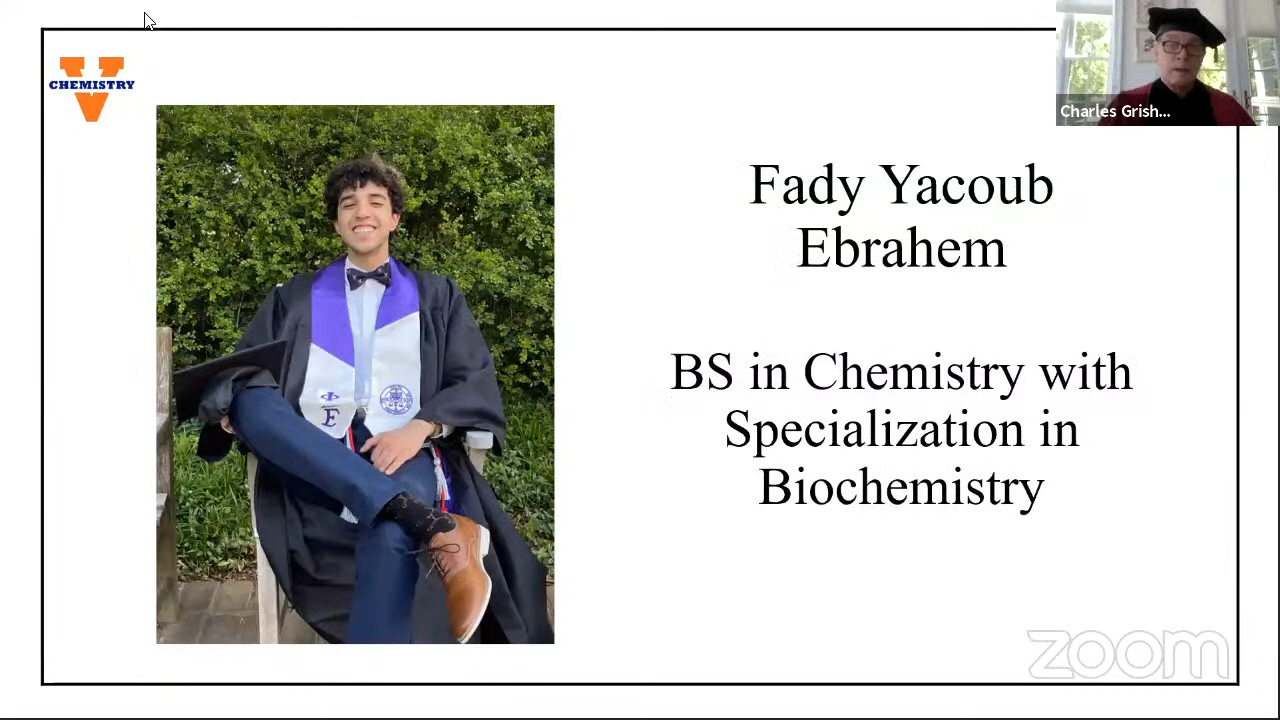 CHEMISTRY
Charles Grish...
Fady Yacoub
Ebrahem
BS in Chemistry with
Specialization in
Biochemistry
Φ
E
zoom